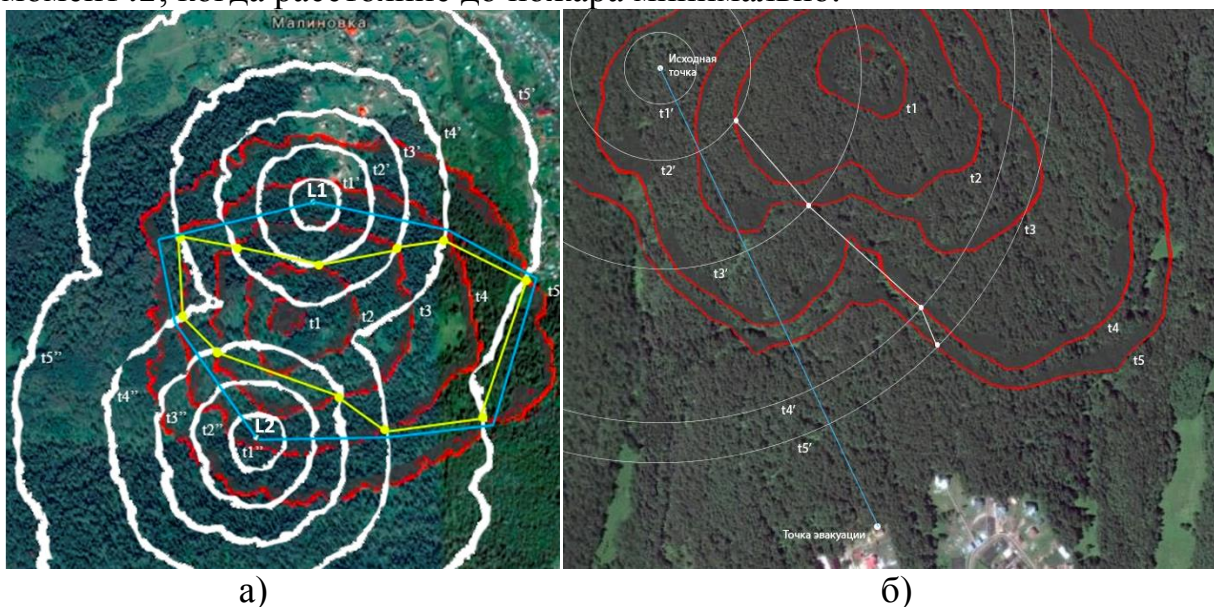 момент t2, когда расстояние до пожара минимально.
Малиновка
t5'
t4'
t3'
t2'
t1'
L1
t1
t2
t3
t4
t5
t5''
t4''
t3''
t2''
L2
t1''
Исходная
точка
t1'
t1
t2'
t2
t3
t3'
t4
t5
t4'
t5'
Точка эвакуации
а)
б)